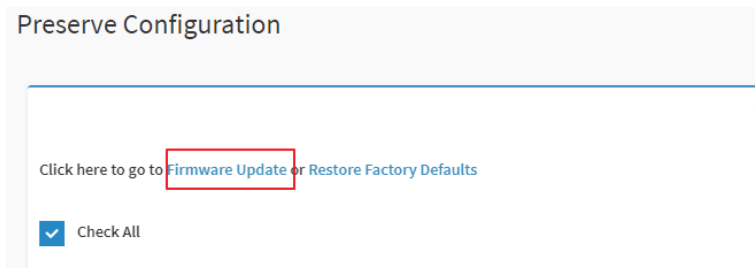 Preserve Configuration
Click here to go to Firmware Update or Restore Factory Defaults
Check All